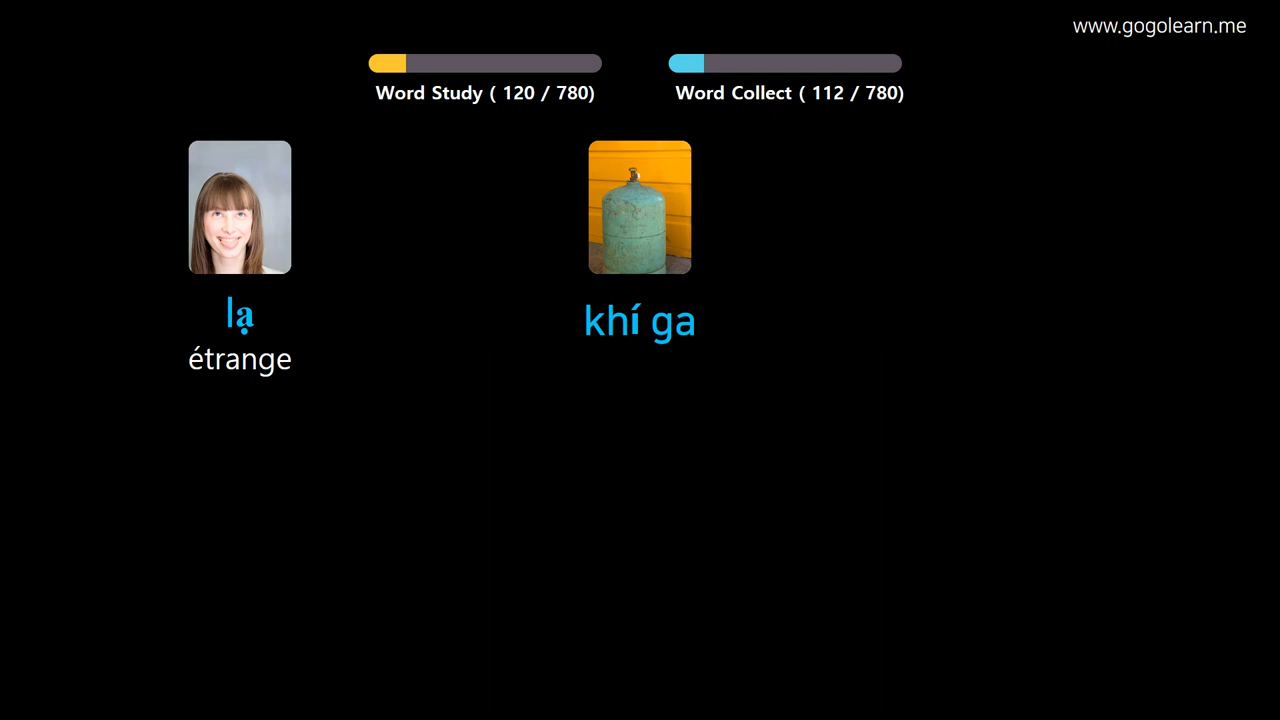 www.gogolearn.me
Word Study ( 120 / 780)
Word Collect ( 112 / 780)
lạ
étrange
khí ga